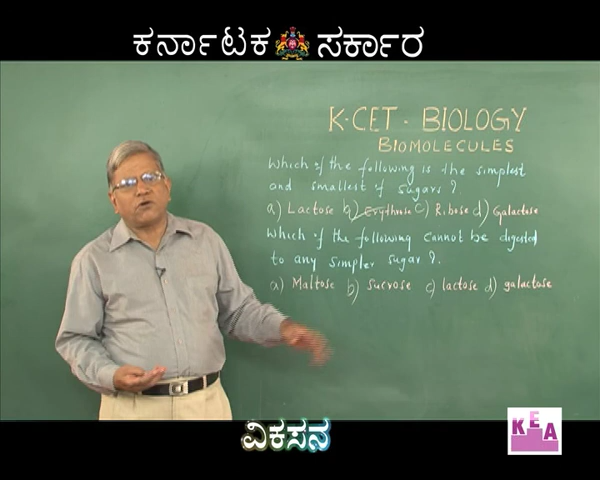 ಕರ್ನಾಟಕ ಸರ್ಕಾರ
K-CET - BIOLOGY
BIOMOLECULES
Which of the following is the simplest
and smallest of sugars ?
a) Lactose b) Erythrose c) Ribose d) Galactose
Which of the following cannot be digested
to any simpler sugar ?
a) Maltose b) sucrose c) lactose d) galactose
ವಿಕಸನ
KEA